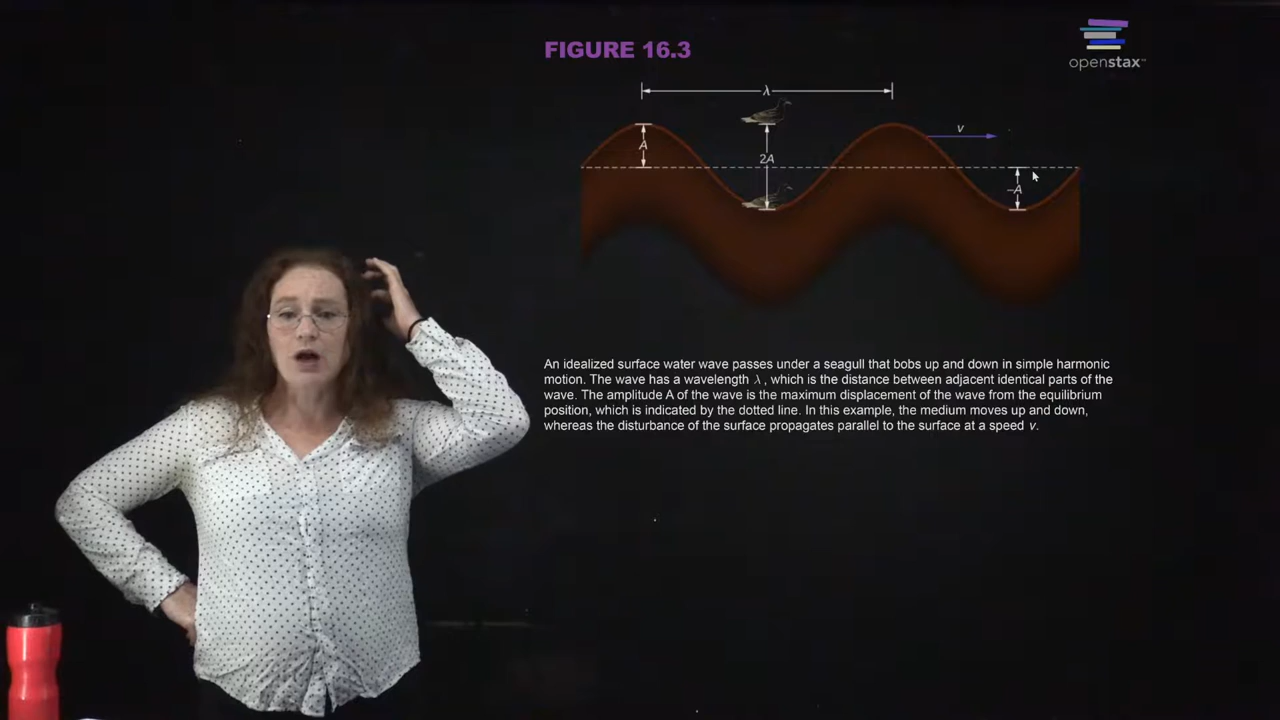 FIGURE 16.3
openstax™
λ
v
A
2A
–A
An idealized surface water wave passes under a seagull that bobs up and down in simple harmonic
motion. The wave has a wavelength λ , which is the distance between adjacent identical parts of the
wave. The amplitude A of the wave is the maximum displacement of the wave from the equilibrium
position, which is indicated by the dotted line. In this example, the medium moves up and down,
whereas the disturbance of the surface propagates parallel to the surface at a speed v.